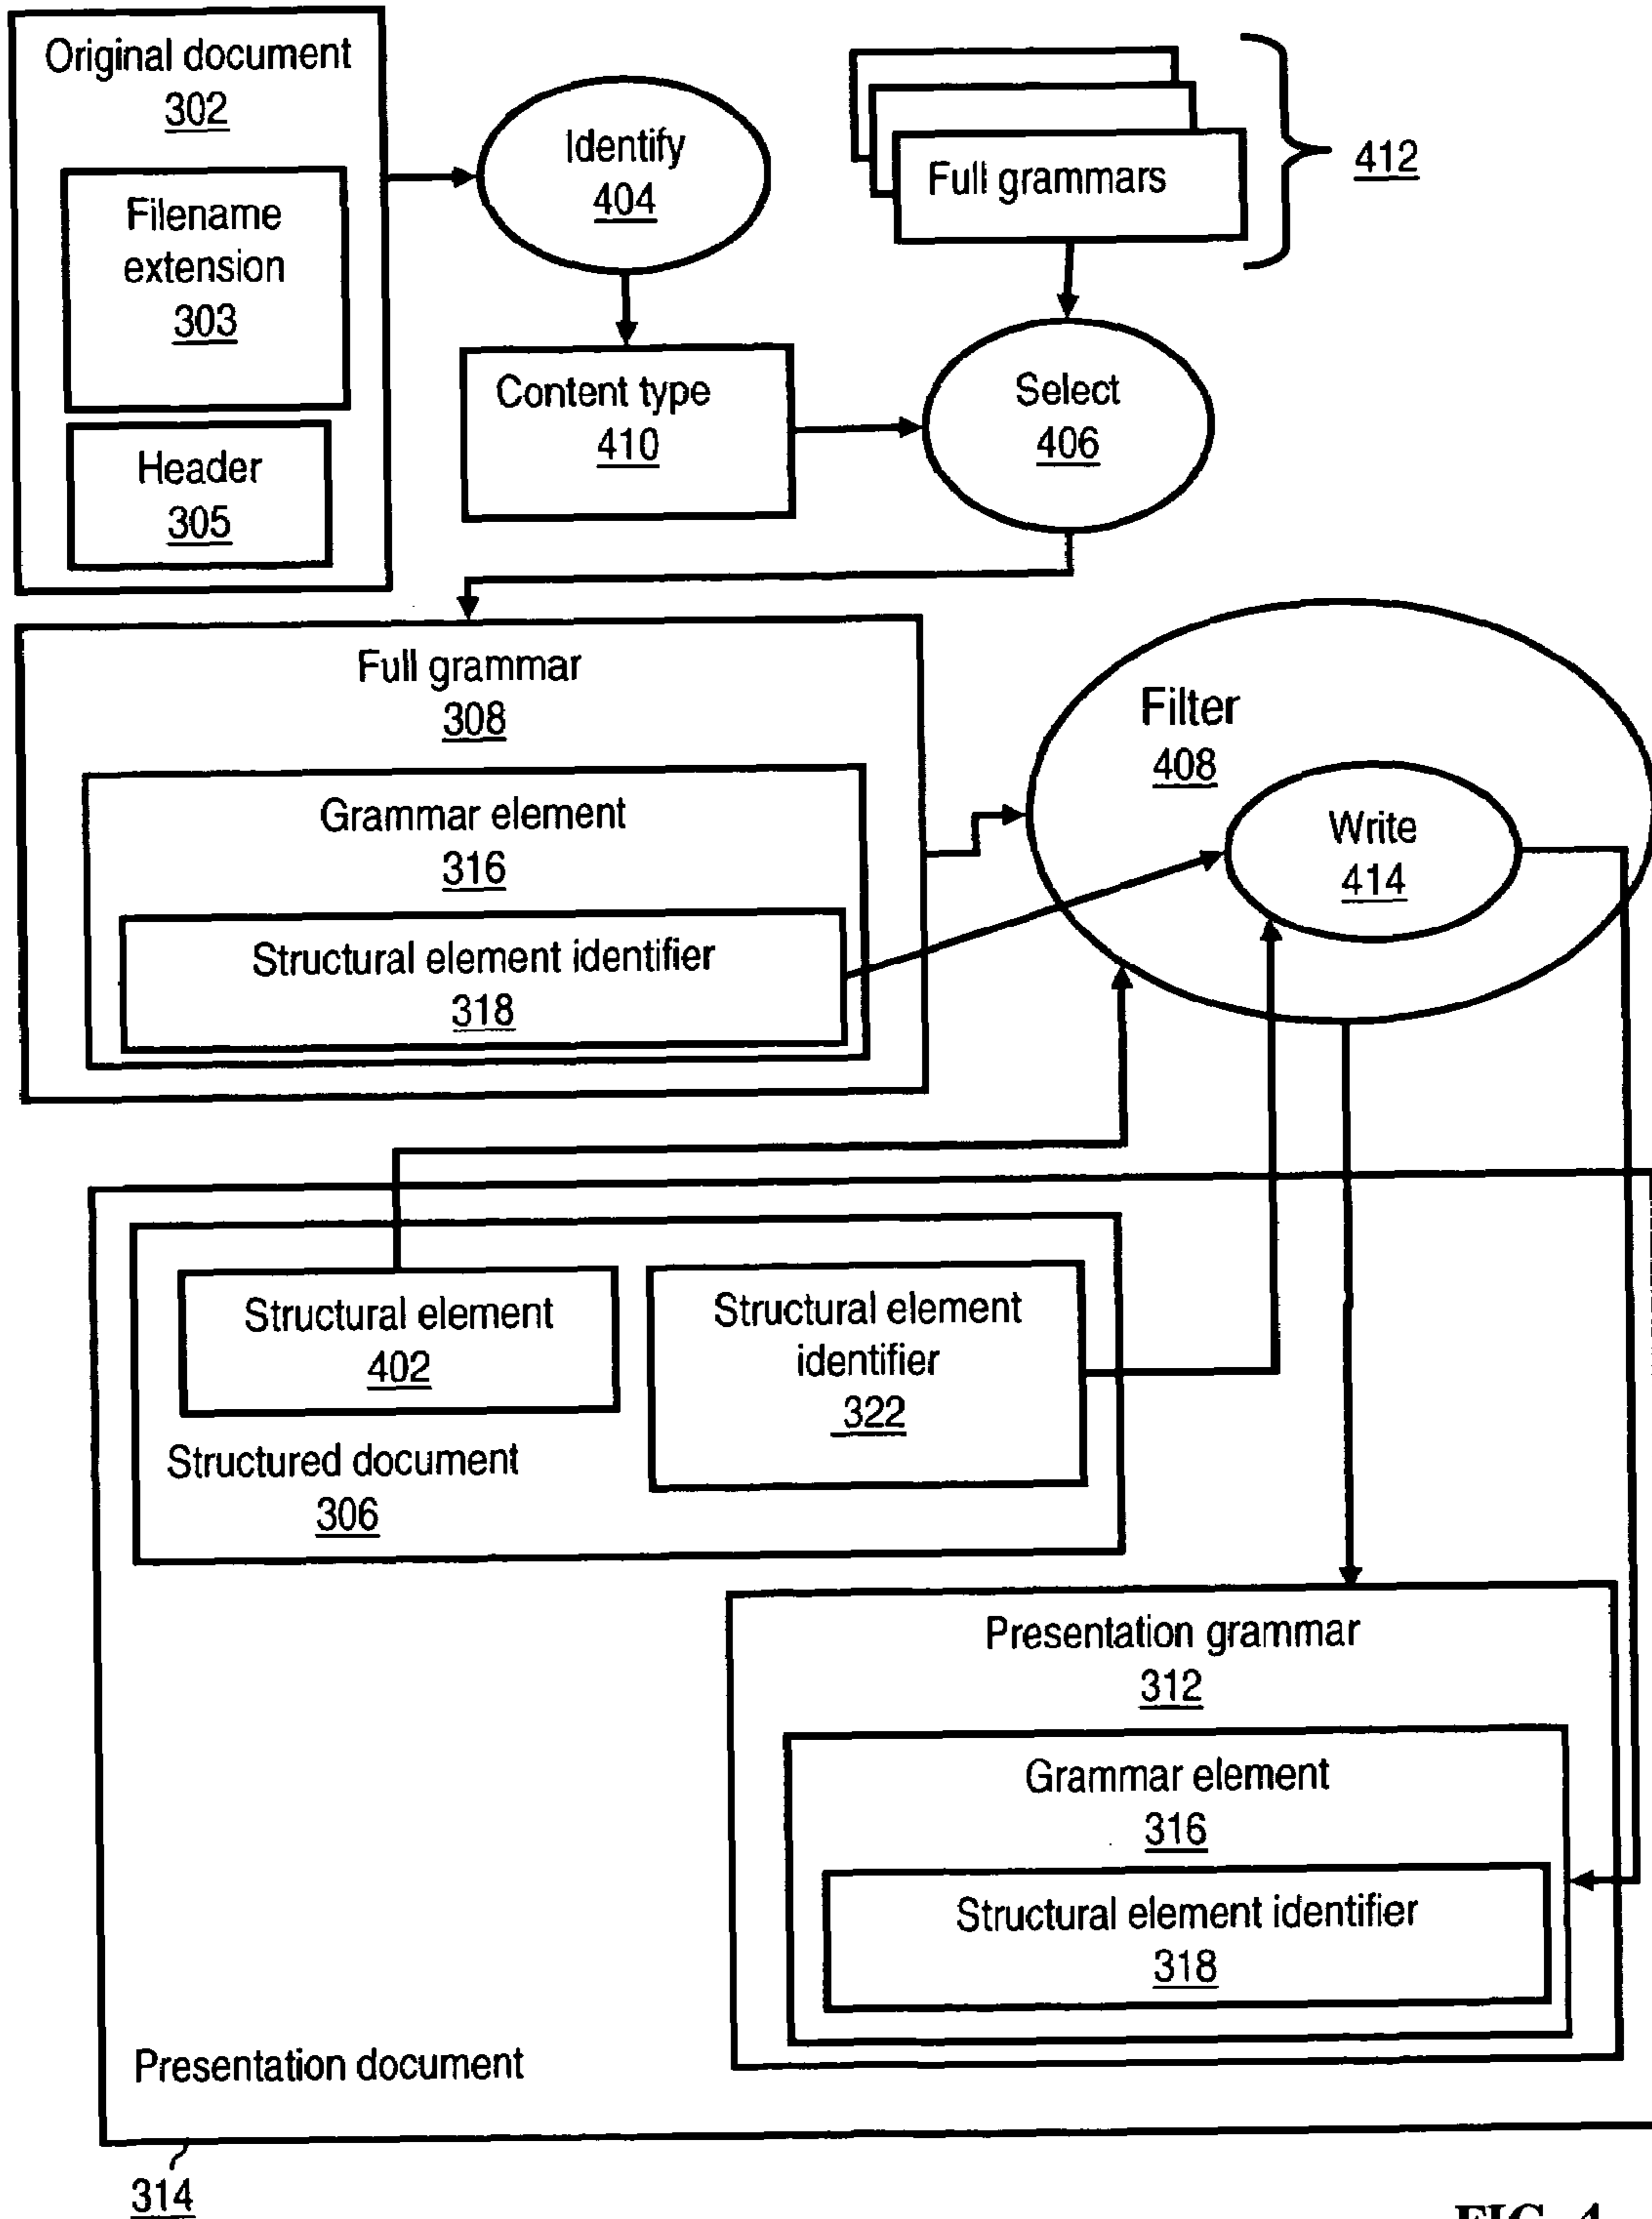 Original document
302
Filename
extension
303
Header
305
Identify
404
Full grammars
412
Content type
410
Select
406
Full grammar
308
Grammar element
316
Structural element identifier
318
Filter
408
Write
414
Structural element
402
Structural element
identifier
322
Structured document
306
Presentation grammar
312
Grammar element
316
Structural element identifier
318
Presentation document
314
FIG. 4